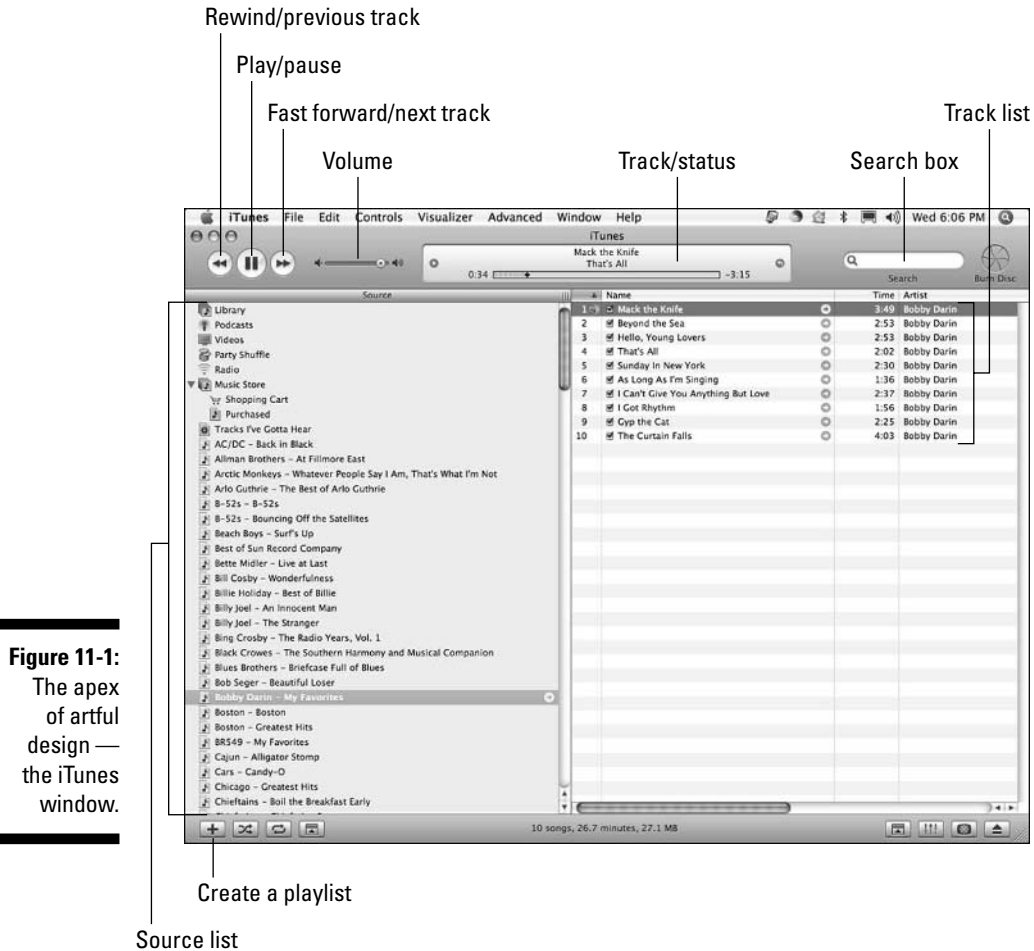 Rewind/previous track
Play/pause
Fast forward/next track
Track list
Volume
Track/status
Search box
iTunes File Edit Controls Visualizer Advanced Window Help
Wed 6:06 PM
iTunes
Mack the Knife
That's All
0:34
-3:15
Search
Burn Disc
Source
Name Time Artist
Library
Podcasts
Videos
Party Shuffle
Radio
Music Store
Shopping Cart
Purchased
Tracks I've Gotta Hear
AC/DC – Back in Black
Allman Brothers – At Fillmore East
Arctic Monkeys – Whatever People Say I Am, That's What I'm Not
Arlo Guthrie – The Best of Arlo Guthrie
B-52s – B-52s
B-52s – Bouncing Off the Satellites
Beach Boys – Surf's Up
Best of Sun Record Company
Bette Midler – Live at Last
Bill Cosby – Wonderfulness
Billie Holiday – Best of Billie
Billy Joel – An Innocent Man
Billy Joel – The Stranger
Bing Crosby – The Radio Years, Vol. 1
Black Crowes – The Southern Harmony and Musical Companion
Blues Brothers – Briefcase Full of Blues
Bob Seger – Beautiful Loser
Bobby Darin – My Favorites
Boston – Boston
Boston – Greatest Hits
BR549 – My Favorites
Cajun – Alligator Stomp
Cars – Candy-O
Chicago – Greatest Hits
Chieftains – Boil the Breakfast Early
1 Mack the Knife 3:49 Bobby Darin
2 Beyond the Sea 2:53 Bobby Darin
3 Hello, Young Lovers 2:53 Bobby Darin
4 That's All 2:02 Bobby Darin
5 Sunday In New York 2:30 Bobby Darin
6 As Long As I'm Singing 1:36 Bobby Darin
7 I Can't Give You Anything But Love 2:37 Bobby Darin
8 I Got Rhythm 1:56 Bobby Darin
9 Gyp the Cat 2:25 Bobby Darin
10 The Curtain Falls 4:03 Bobby Darin
10 songs, 26.7 minutes, 27.1 MB
Figure 11-1:
The apex
of artful
design —
the iTunes
window.
Create a playlist
Source list